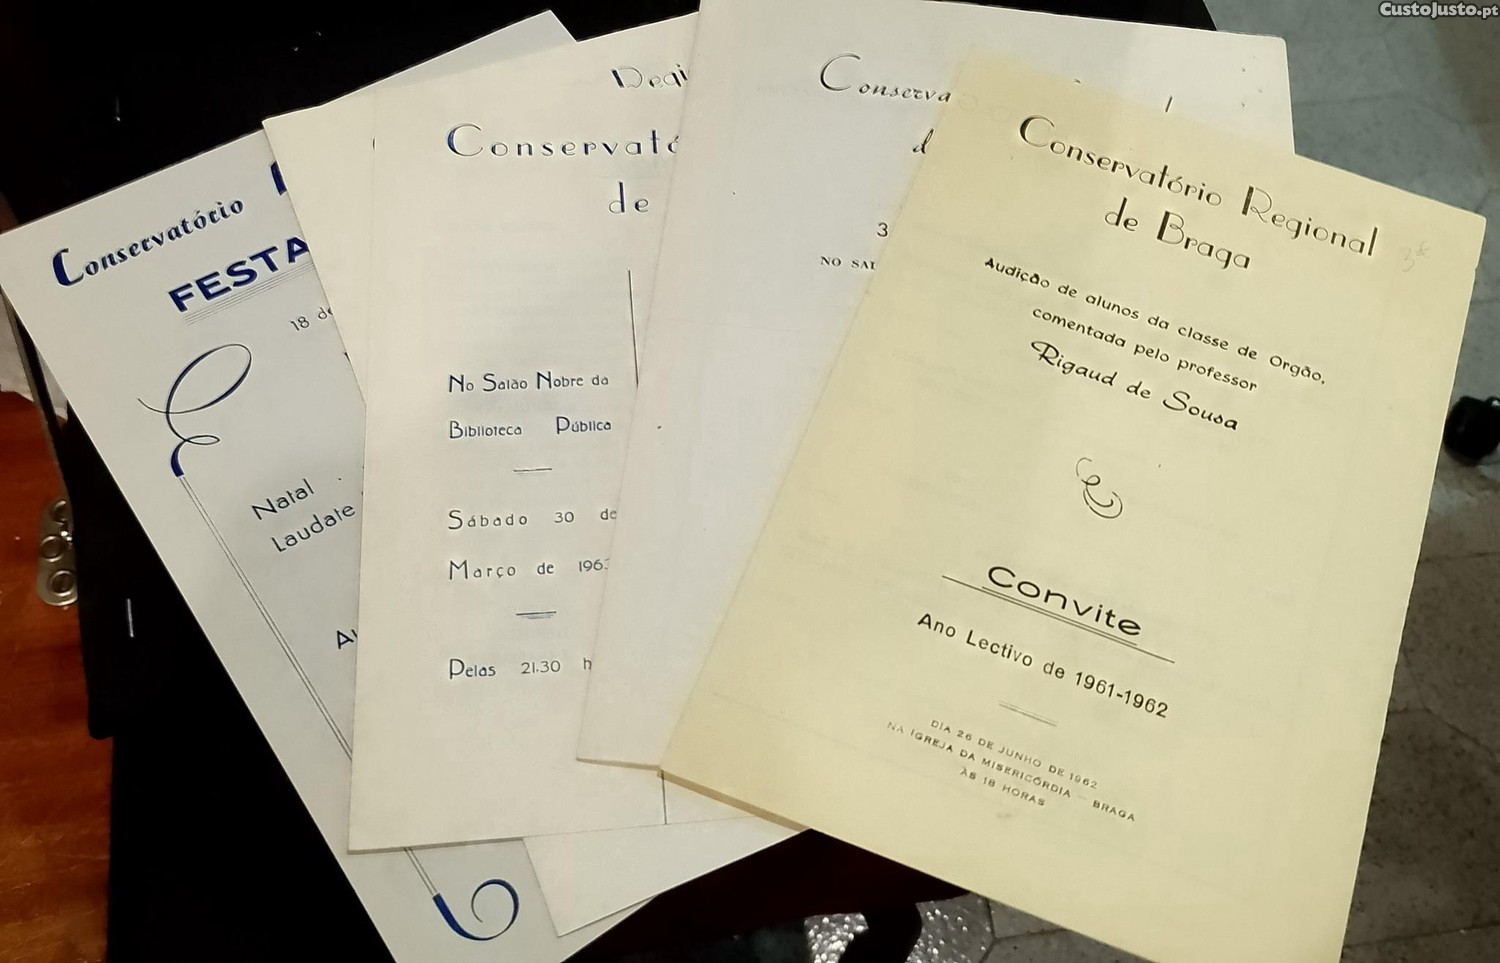 CustoJusto.pt
Conservatório
FESTA
18 de
Natal
Laudate
Conservató
de
No Salão Nobre da
Biblioteca Pública
Sábado 30 de
Março de 196
Pelas 21.30 h
Conserva
d
3
NO SAL
Conservatório Regional
de Braga
Audição de alunos da classe de Orgão,
comentada pelo professor
Rigaud de Sousa
Convite
Ano Lectivo de 1961-1962
DIA 26 DE JUNHO DE 1962
NA IGREJA DA MISERICÓRDIA — BRAGA
ÀS 18 HORAS